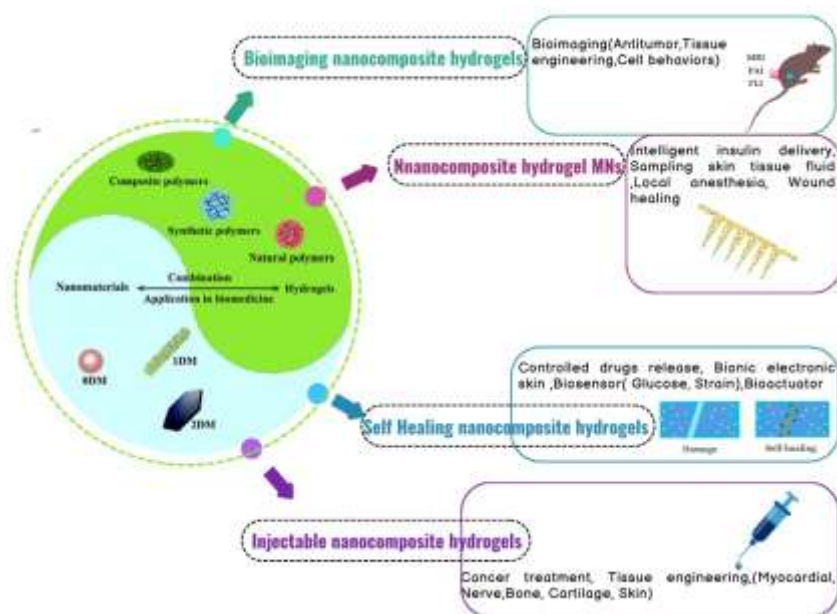 Bioimaging nanocomposite hydrogels
Bioimaging(Antitumor,Tissue
engineering,Cell behaviors)
MRI
PAI
FLI
Nnanocomposite hydrogel MNs
Intelligent insulin delivery,
Sampling skin tissue fluid
,Local anesthesia, Wound
healing
Composite polymers
Synthetic polymers
Natural polymers
Combination
Nanomaterials
Hydrogels
Application in biomedicine
1DM
0DM
2DM
Controlled drugs release, Bionic electronic
skin ,Biosensor( Glucose, Strain),Bioactuator
Self Healing nanocomposite hydrogels
Damage
Self-healing
Injectable nanocomposite hydrogels
Cancer treatment, Tissue engineering,(Myocardial,
Nerve,Bone, Cartilage, Skin)